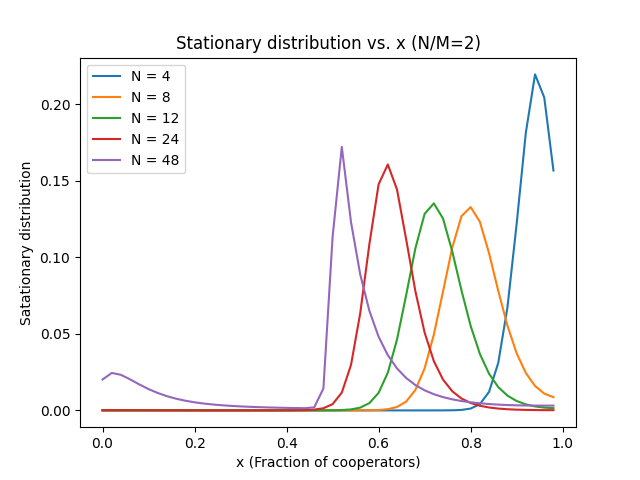 Stationary distribution vs. x (N/M=2)
N = 4
N = 8
N = 12
N = 24
N = 48
Satationary distribution
0.20
0.15
0.10
0.05
0.00
0.0 0.2 0.4 0.6 0.8 1.0
x (Fraction of cooperators)